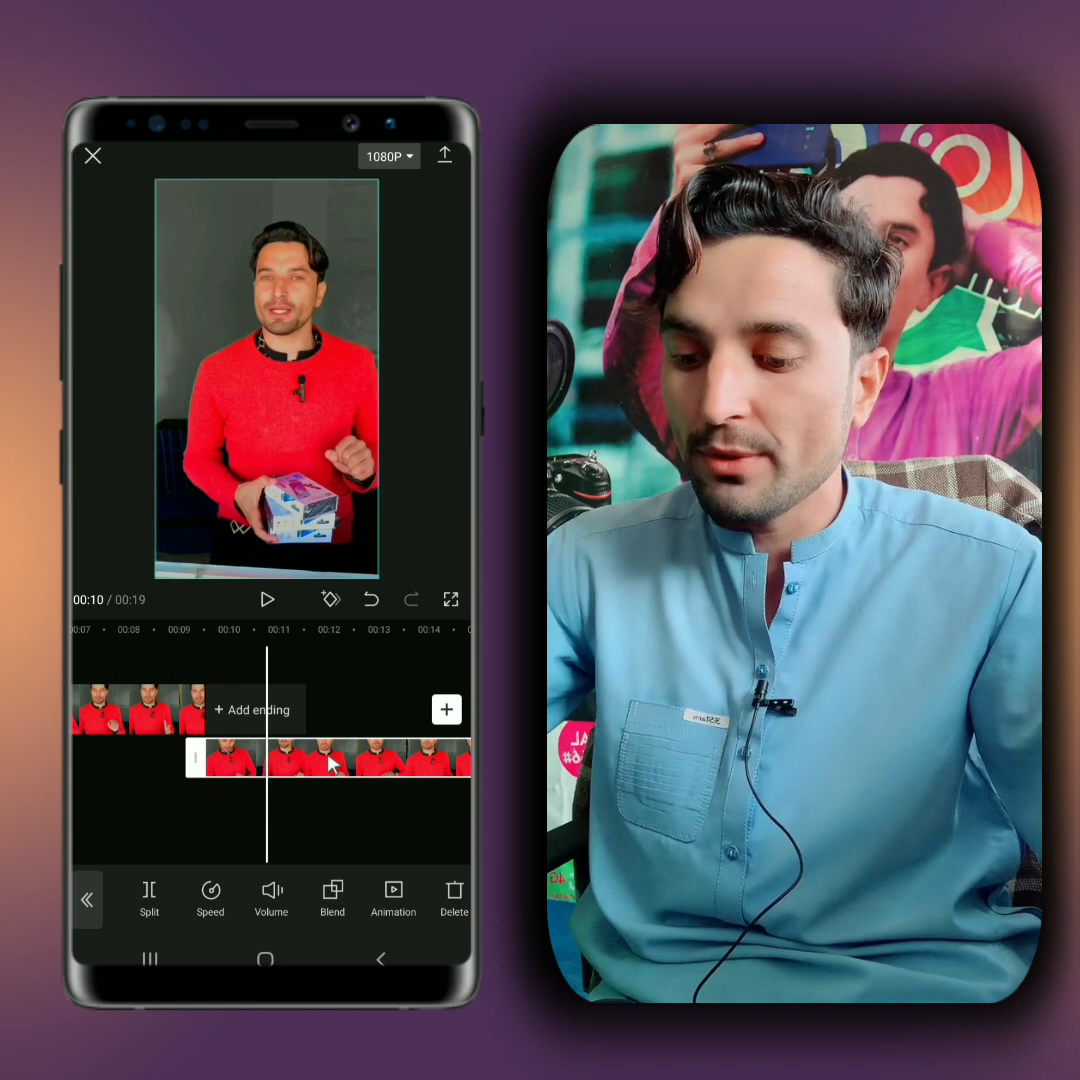 1080P
00:10 / 00:19
00:07 00:08 00:09 00:10 00:11 00:12 00:13 00:14
+ Add ending
Split Speed Volume Blend Animation Delete
4G